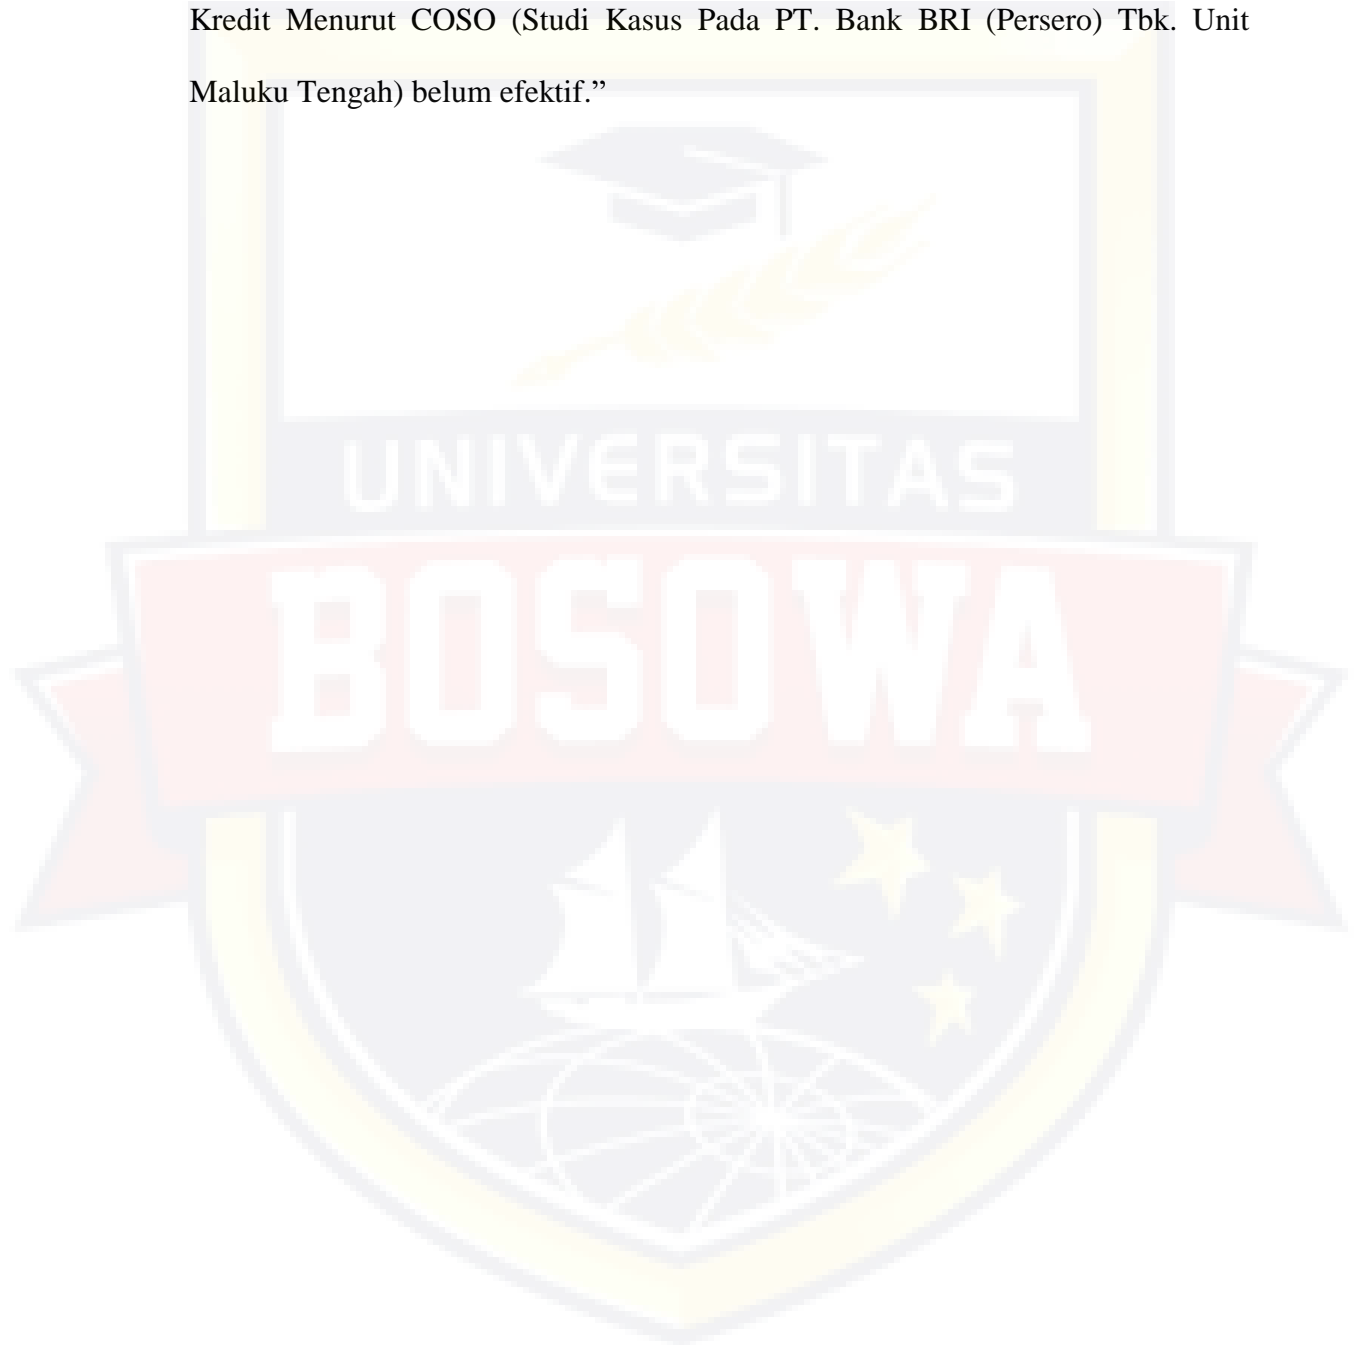 Kredit Menurut COSO (Studi Kasus Pada PT. Bank BRI (Persero) Tbk. Unit
Maluku Tengah) belum efektif.”
UNIVERSITAS
BOSOWA